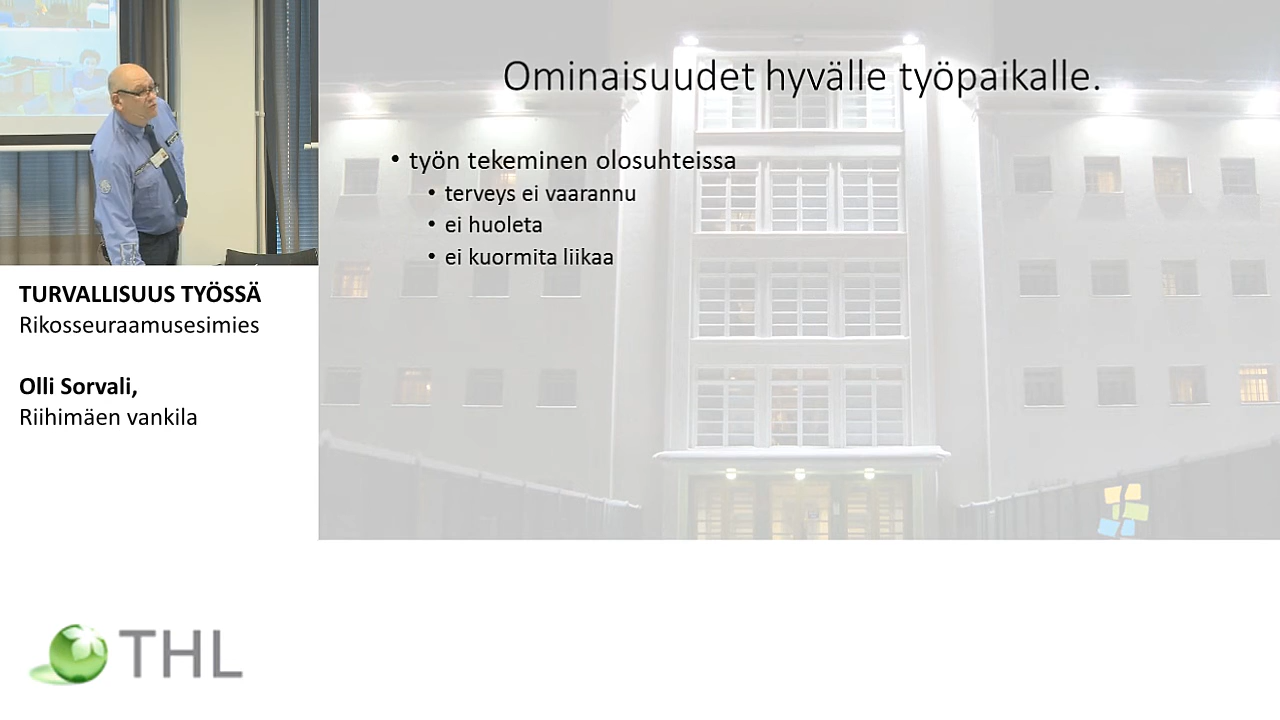 Ominaisuudet hyvälle työpaikalle.
• työn tekeminen olosuhteissa
• terveys ei vaarannu
• ei huoleta
• ei kuormita liikaa
TURVALLISUUS TYÖSSÄ
Rikosseuraamusesimies
Olli Sorvali,
Riihimäen vankila
THL